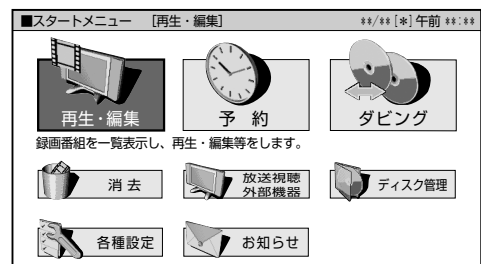 ■スタートメニュー　[再生・編集]　**/**[*]午前 **:**
再生・編集
予　約
ダビング
録画番組を一覧表示し、再生・編集等をします。
消 去
放送視聴
外部機器
ディスク管理
各種設定
お知らせ